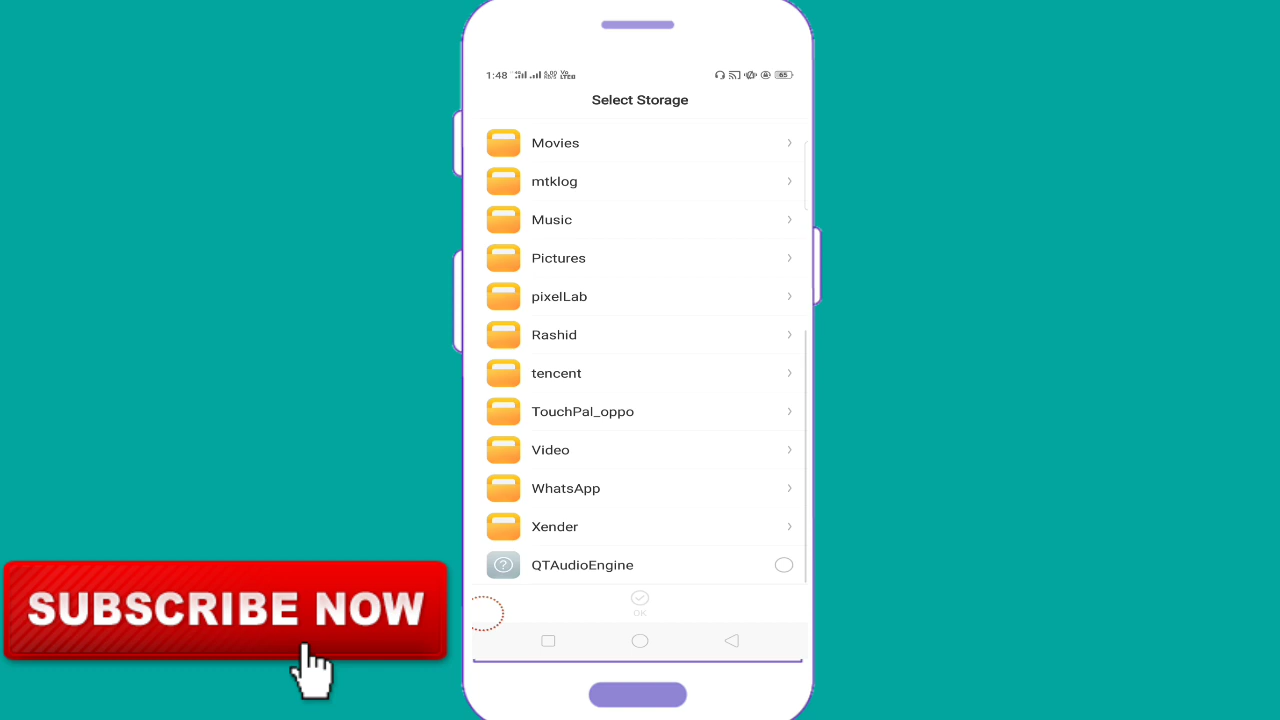 1:48
65
Select Storage
Movies
mtklog
Music
Pictures
pixelLab
Rashid
tencent
TouchPal_oppo
Video
WhatsApp
Xender
QTAudioEngine
OK
SUBSCRIBE NOW